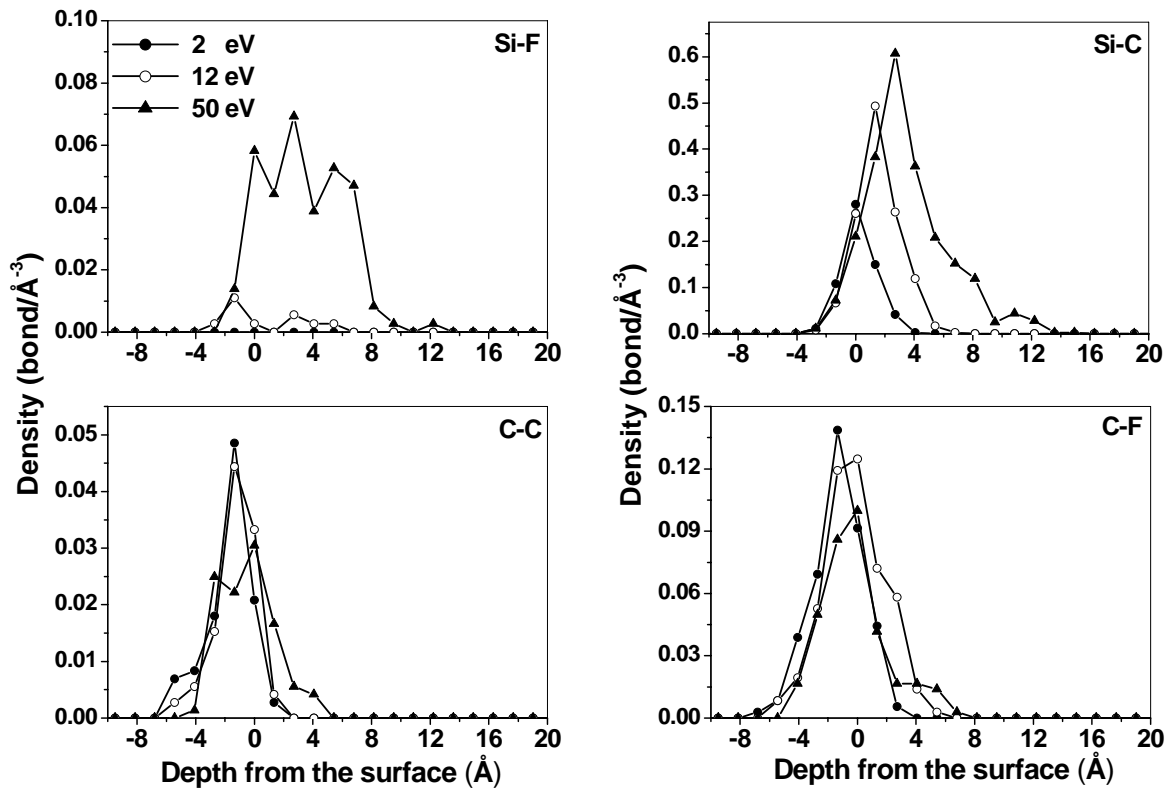 Si-F
2 eV
12 eV
50 eV
0.10
0.08
0.06
0.04
0.02
0.00
-8 -4 0 4 8 12 16 20
Si-C
0.6
0.5
0.4
0.3
0.2
0.1
0.0
-8 -4 0 4 8 12 16 20
Density (bond/Å⁻³)
Density (bond/Å⁻³)
C-C
0.05
0.04
0.03
0.02
0.01
0.00
-8 -4 0 4 8 12 16 20
Depth from the surface (Å)
C-F
0.15
0.12
0.09
0.06
0.03
0.00
-8 -4 0 4 8 12 16 20
Depth from the surface (Å)